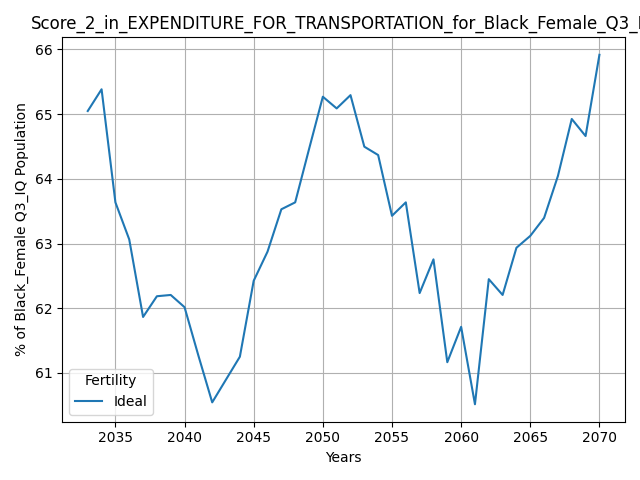 Score_2_in_EXPENDITURE_FOR_TRANSPORTATION_for_Black_Female_Q3_
66
65
64
63
62
61
% of Black_Female Q3_IQ Population
Fertility
Ideal
2035 2040 2045 2050 2055 2060 2065 2070
Years